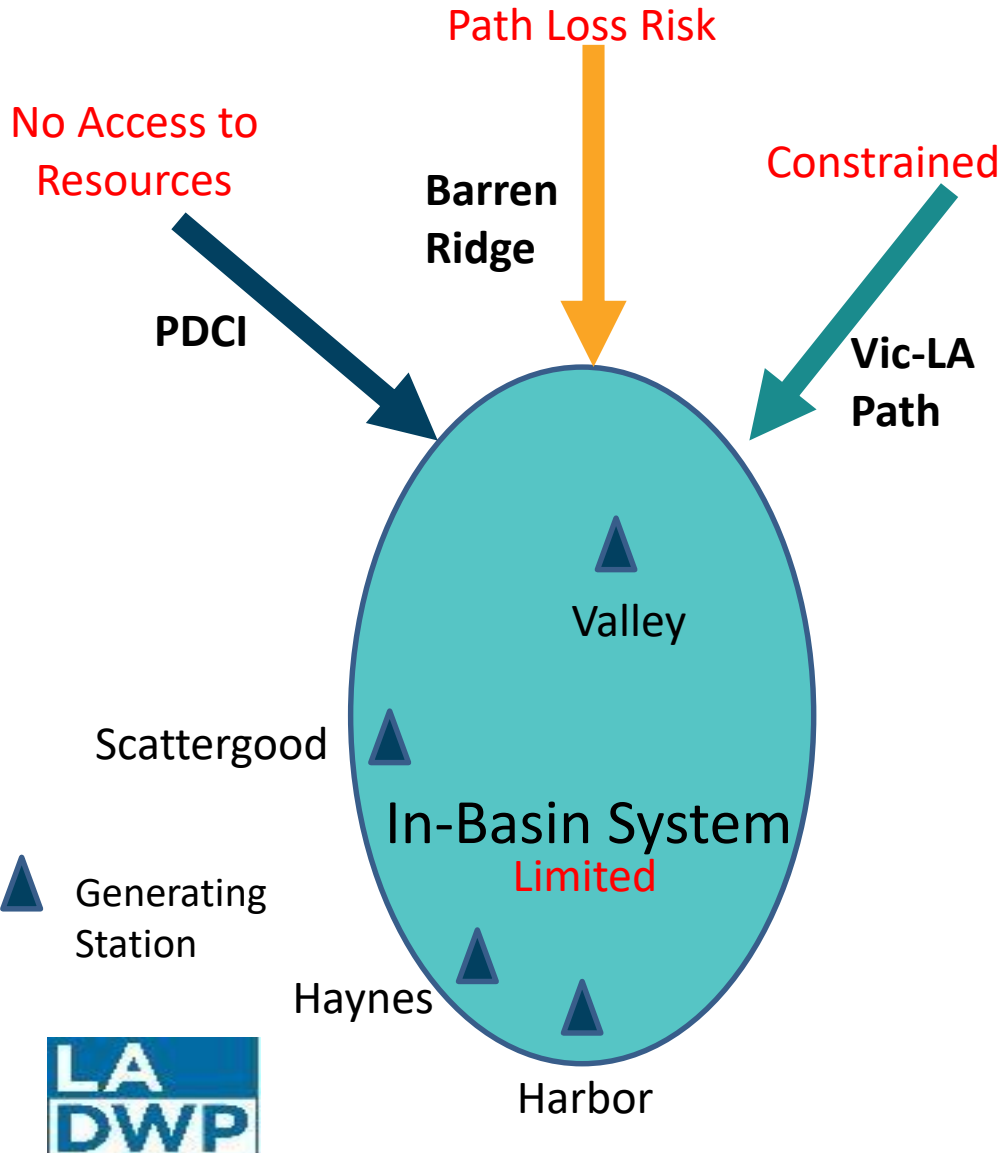 Path Loss Risk
No Access to
Resources
Constrained
Barren
Ridge
PDCI
Vic-LA
Path
Valley
Scattergood
In-Basin System
Limited
Generating
Station
Haynes
Harbor
LA
DWP